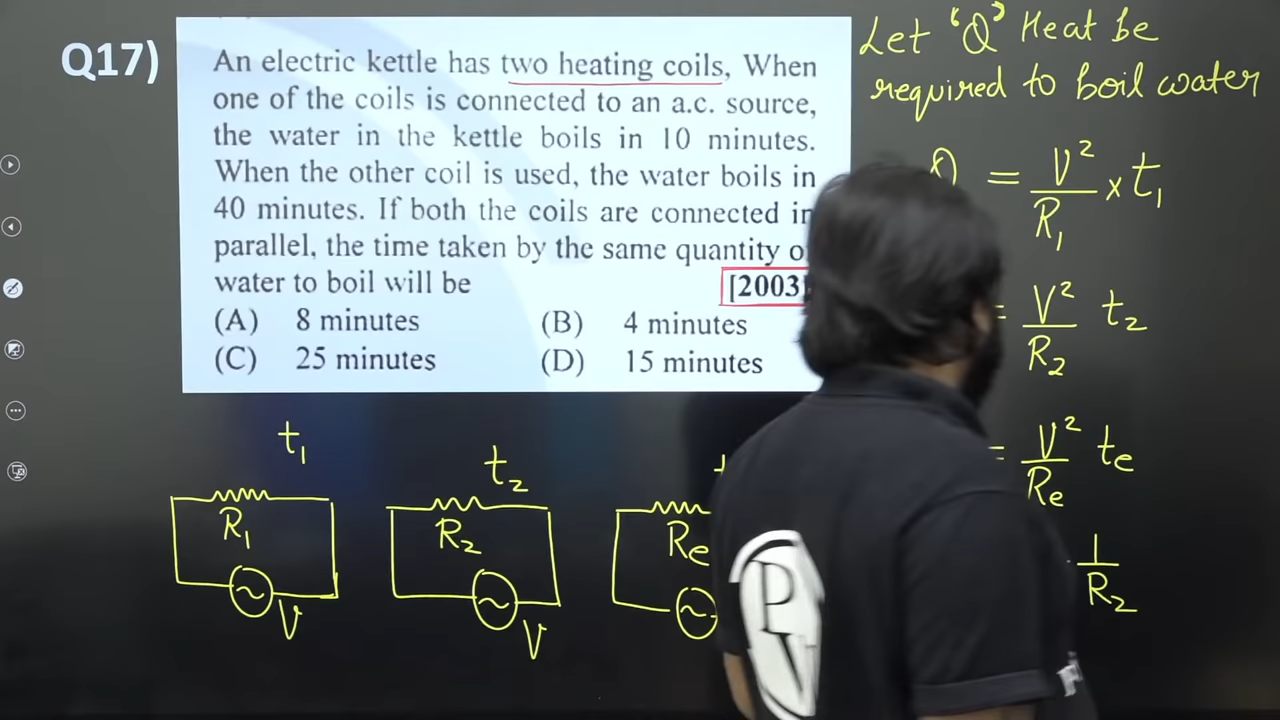 Q17)
An electric kettle has two heating coils, When
one of the coils is connected to an a.c. source,
the water in the kettle boils in 10 minutes.
When the other coil is used, the water boils in
40 minutes. If both the coils are connected in
parallel, the time taken by the same quantity o
water to boil will be [2003]
(A) 8 minutes (B) 4 minutes
(C) 25 minutes (D) 15 minutes
Let 'Q' Heat be
required to boil water
Q = V²/R₁ × t₁
= V²/R₂ t₂
= V²/Re te
1/R₂
t₁
R₁
V
t₂
R₂
V
Re
PW